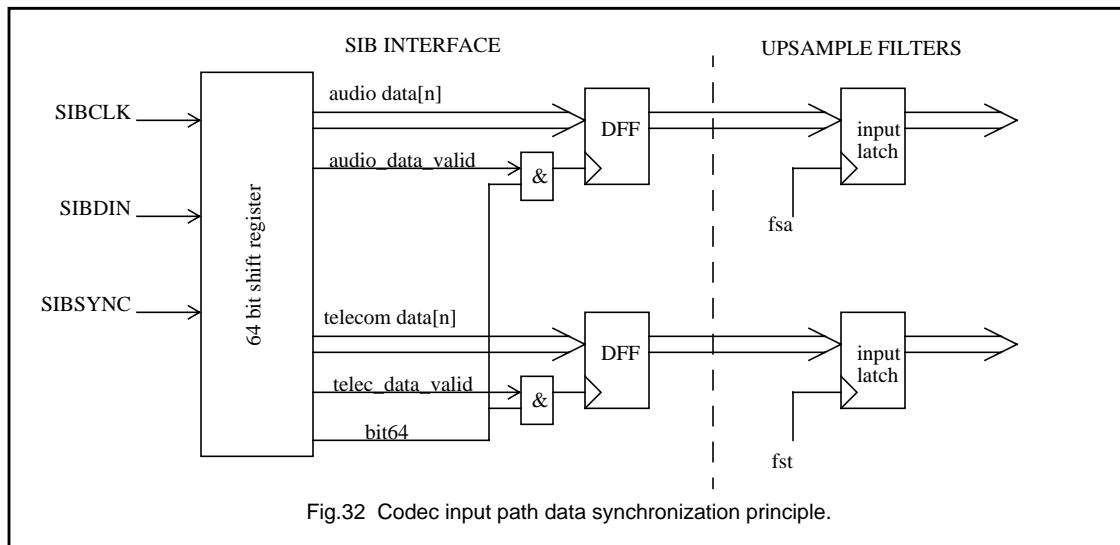 SIB INTERFACE
UPSAMPLE FILTERS
SIBCLK
SIBDIN
SIBSYNC
64 bit shift register
audio data[n]
audio_data_valid
&
DFF
input
latch
fsa
telecom data[n]
telec_data_valid
bit64
&
DFF
input
latch
fst
Fig.32 Codec input path data synchronization principle.